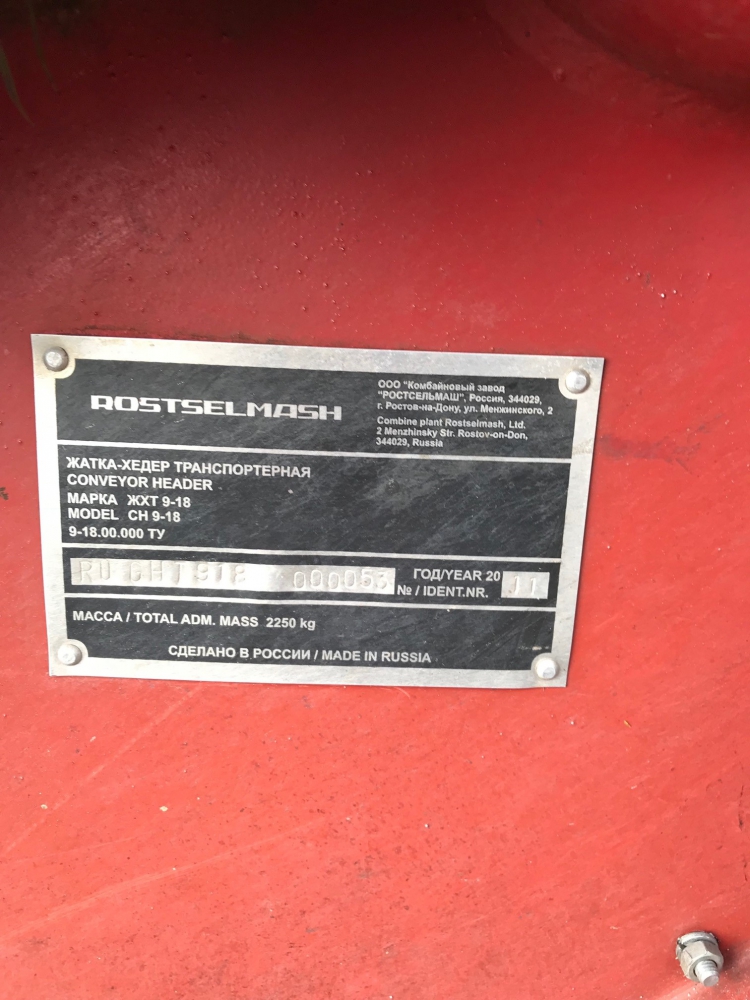 ROSTSELMASH
ООО "Комбайновый завод
"РОСТСЕЛЬМАШ", Россия, 344029,
г. Ростов-на-Дону, ул. Менжинского, 2
Combine plant Rostselmash, Ltd.
2 Menzhinsky Str. Rostov-on-Don,
344029, Russia
ЖАТКА-ХЕДЕР ТРАНСПОРТЕРНАЯ
CONVEYOR HEADER
МАРКА ЖХТ 9-18
MODEL CH 9-18
9-18.00.000 ТУ
000053 ГОД/YEAR 20 11
№ / IDENT.NR.
МАССА / TOTAL ADM. MASS 2250 kg
СДЕЛАНО В РОССИИ / MADE IN RUSSIA